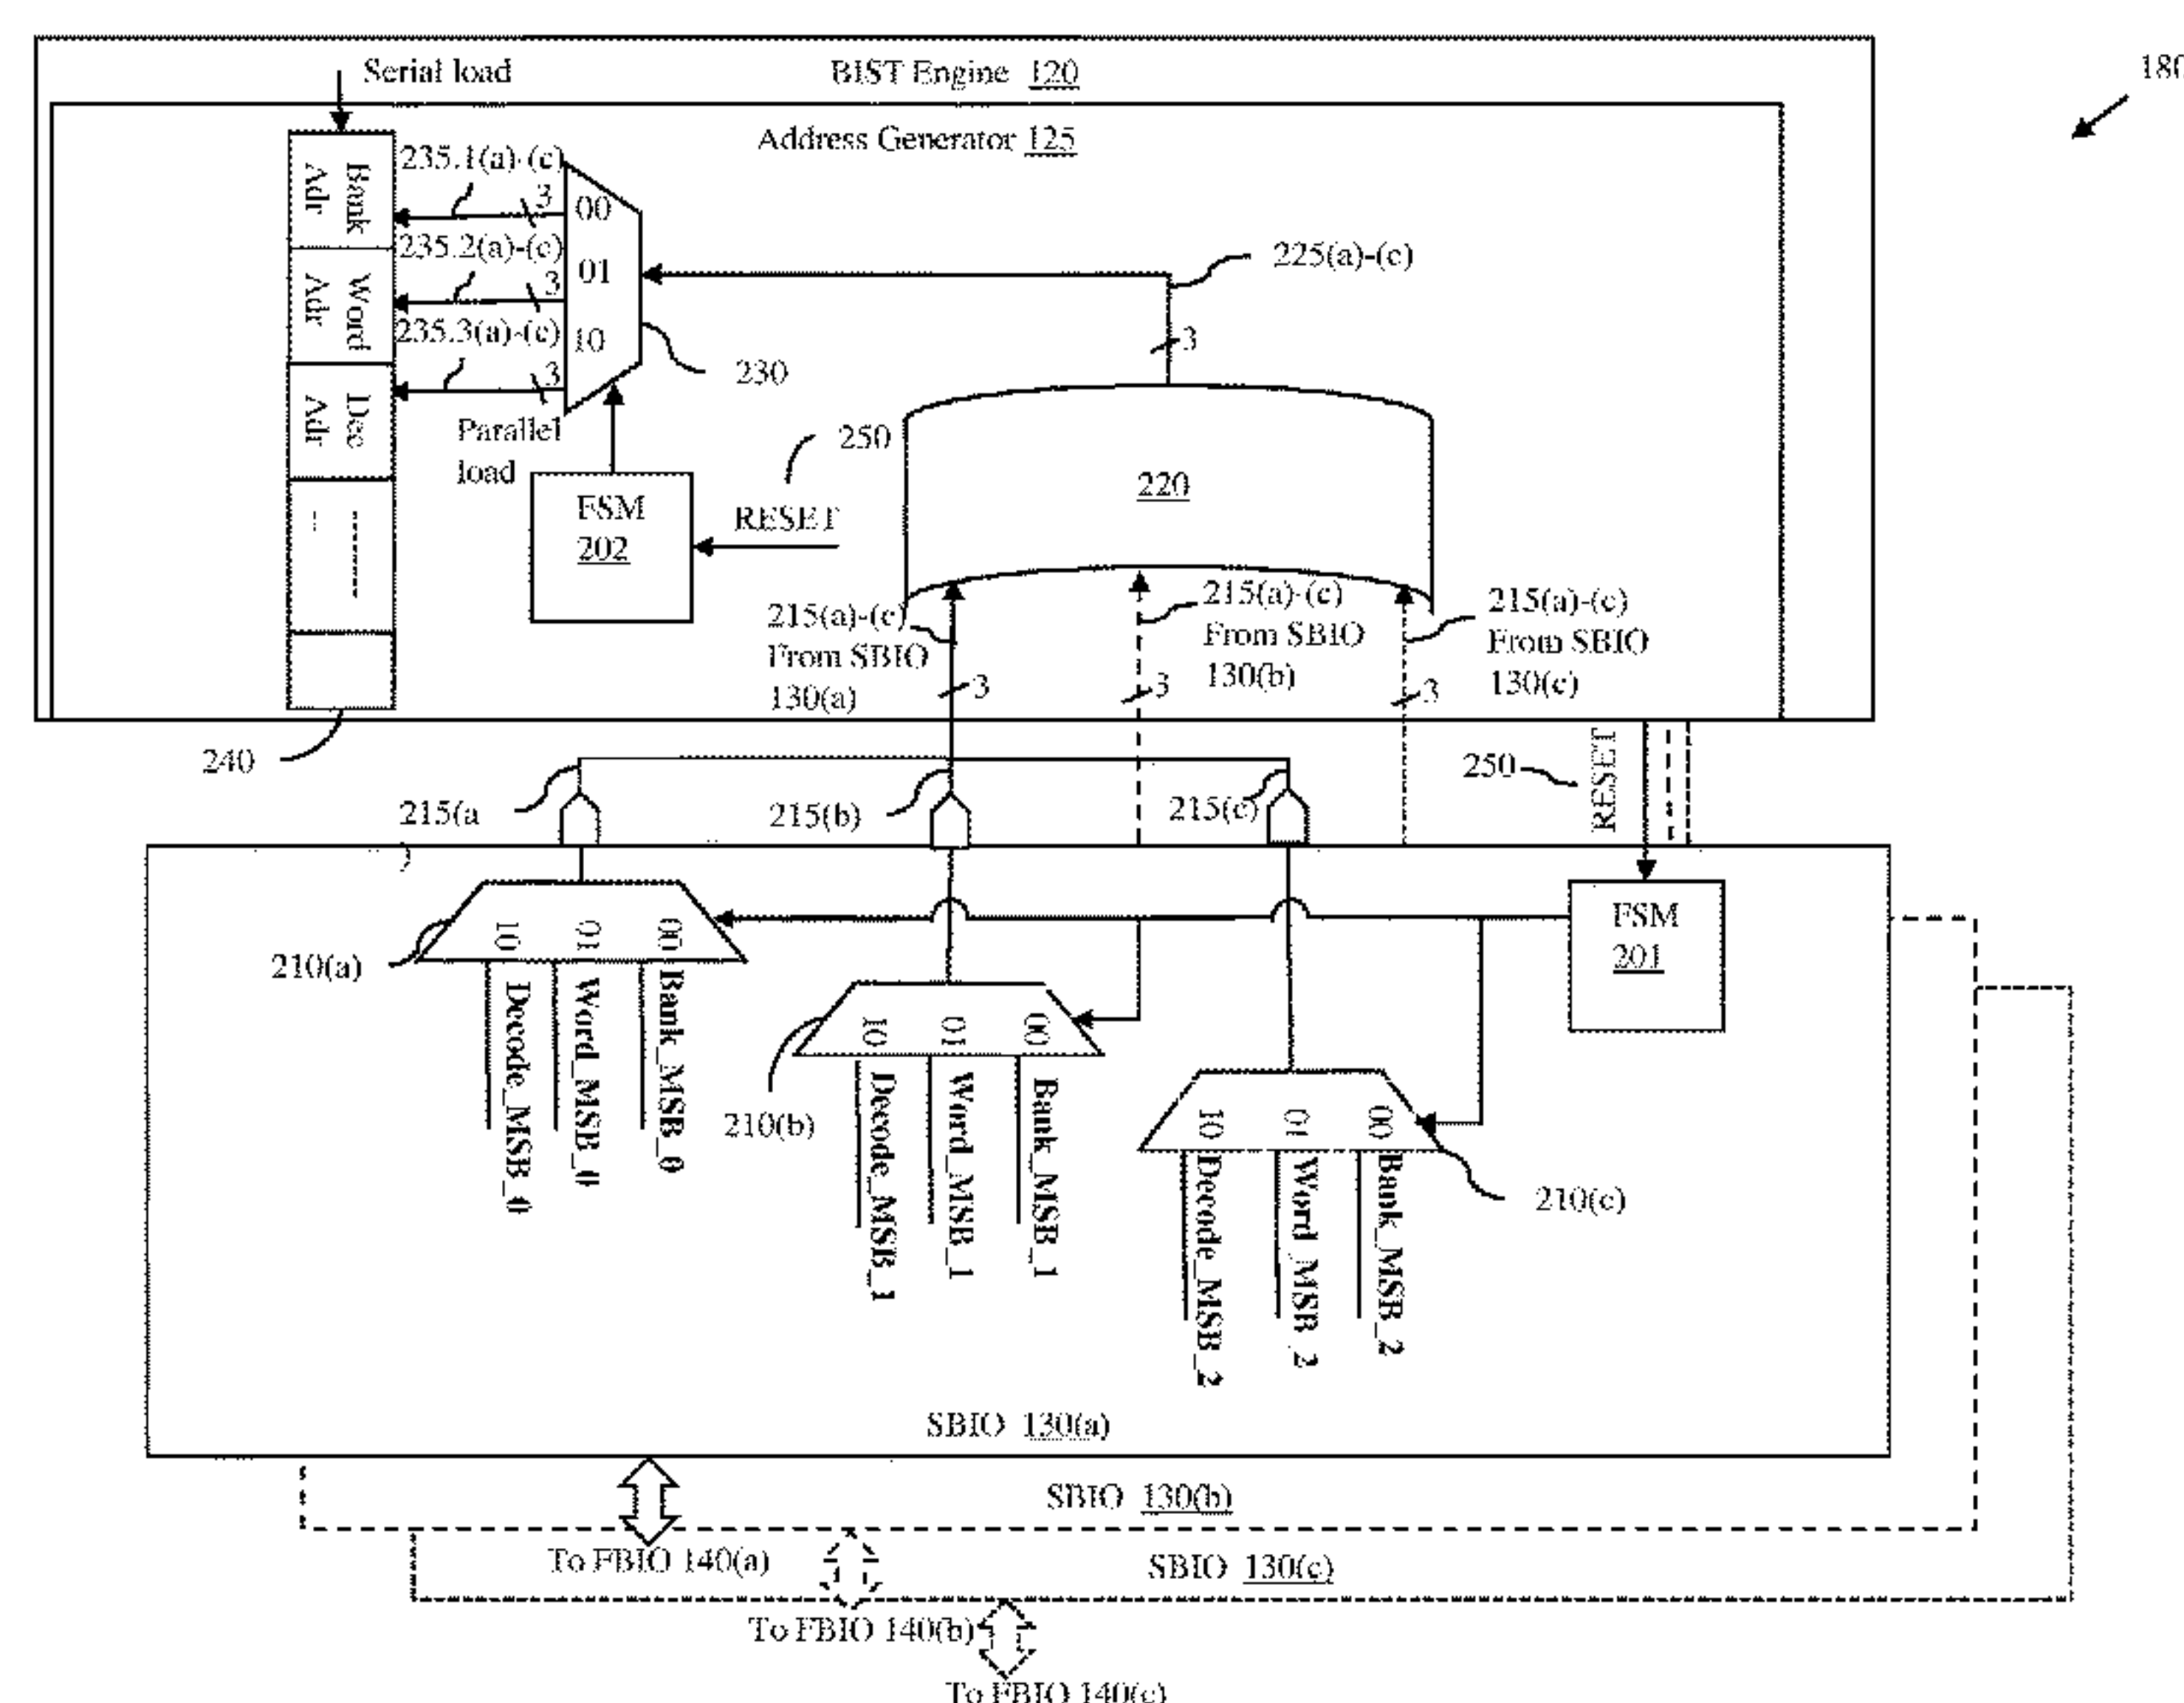 180
BIST Engine 120
Serial load
Address Generator 125
Bank Adr
Word Adr
Dec Adr
235.1(a)-(c)
3
00
235.2(a)-(c)
3
01
235.3(a)-(c)
3
10
Parallel load
230
225(a)-(c)
3
FSM 202
RESET
250
220
215(a)-(c)
From SBIO
130(a)
3
215(a)-(c)
From SBIO
130(b)
3
215(a)-(c)
From SBIO
130(c)
3
240
215(a
)
215(b)
215(c)
250
RESET
FSM 201
210(a)
10
01
00
Decode_MSB_0
Word_MSB_0
Bank_MSB_0
210(b)
10
01
00
Decode_MSB_1
Word_MSB_1
Bank_MSB_1
210(c)
10
01
00
Decode_MSB_2
Word_MSB_2
Bank_MSB_2
SBIO 130(a)
SBIO 130(b)
SBIO 130(c)
To FBIO 140(a)
To FBIO 140(b)
To FBIO 140(c)